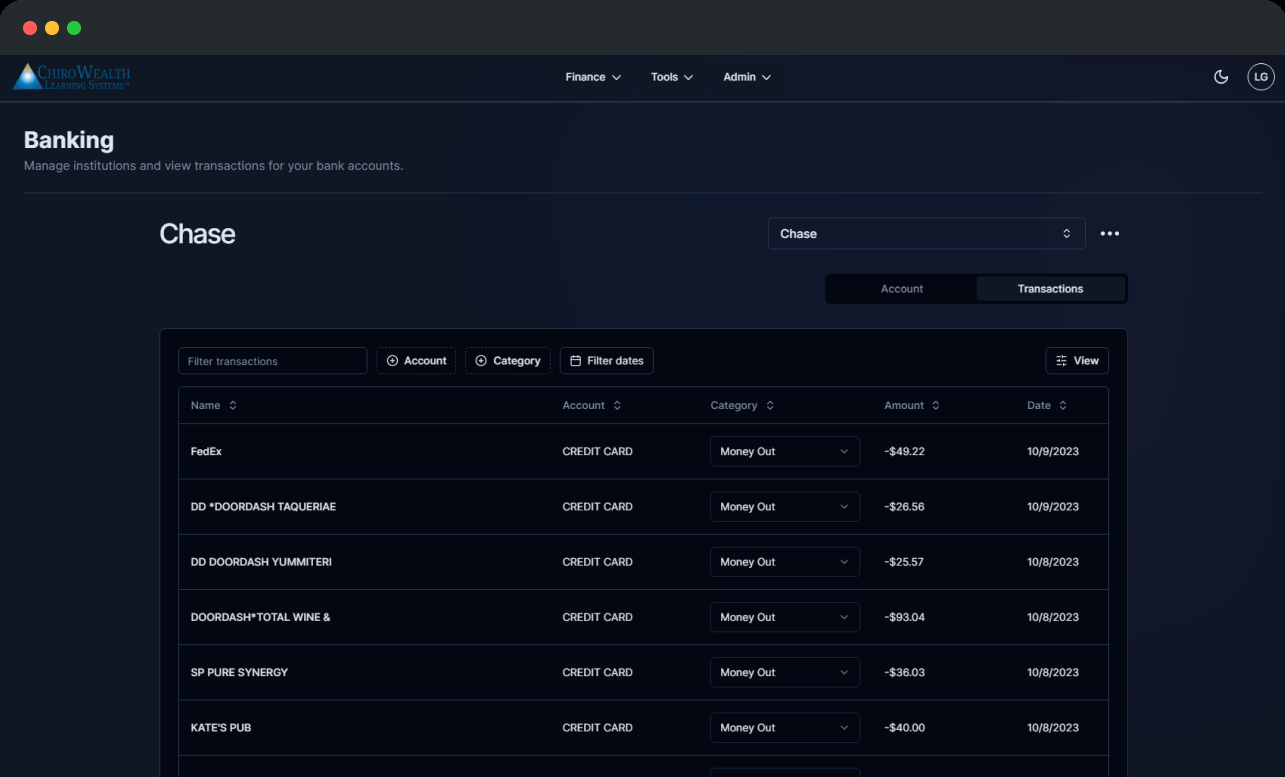 CHIROWEALTH
LEARNING SYSTEMS℠
Finance Tools Admin
LG
Banking
Manage institutions and view transactions for your bank accounts.
Chase
Chase
Account Transactions
Filter transactions Account Category Filter dates View
Name Account Category Amount Date
FedEx CREDIT CARD Money Out -$49.22 10/9/2023
DD *DOORDASH TAQUERIAE CREDIT CARD Money Out -$26.56 10/9/2023
DD DOORDASH YUMMITERI CREDIT CARD Money Out -$25.57 10/8/2023
DOORDASH*TOTAL WINE & CREDIT CARD Money Out -$93.04 10/8/2023
SP PURE SYNERGY CREDIT CARD Money Out -$36.03 10/8/2023
KATE'S PUB CREDIT CARD Money Out -$40.00 10/8/2023